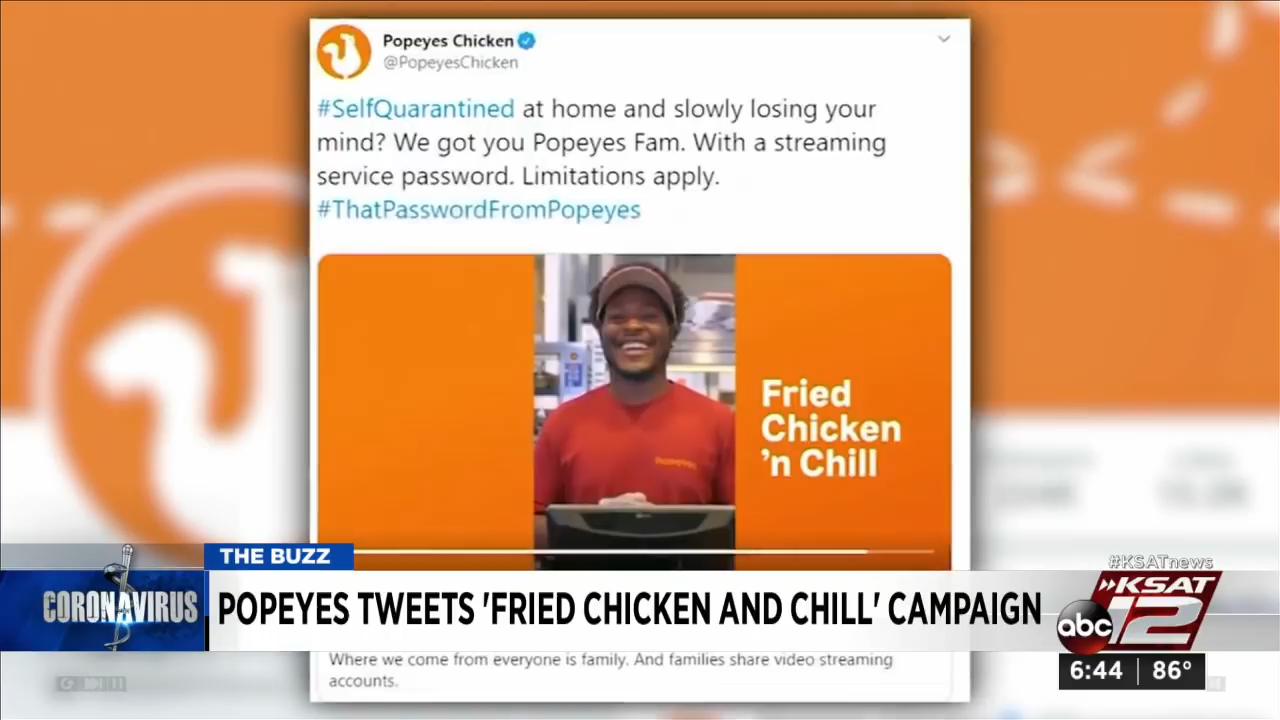 Popeyes Chicken
@PopeyesChicken
#SelfQuarantined at home and slowly losing your
mind? We got you Popeyes Fam. With a streaming
service password. Limitations apply.
#ThatPasswordFromPopeyes
POPEYES
Fried
Chicken
'n Chill
THE BUZZ
#KSATnews
CORONAVIRUS
POPEYES TWEETS 'FRIED CHICKEN AND CHILL' CAMPAIGN
KSAT
abc 12
Where we come from everyone is family. And families share video streaming
accounts.
6:44 86°